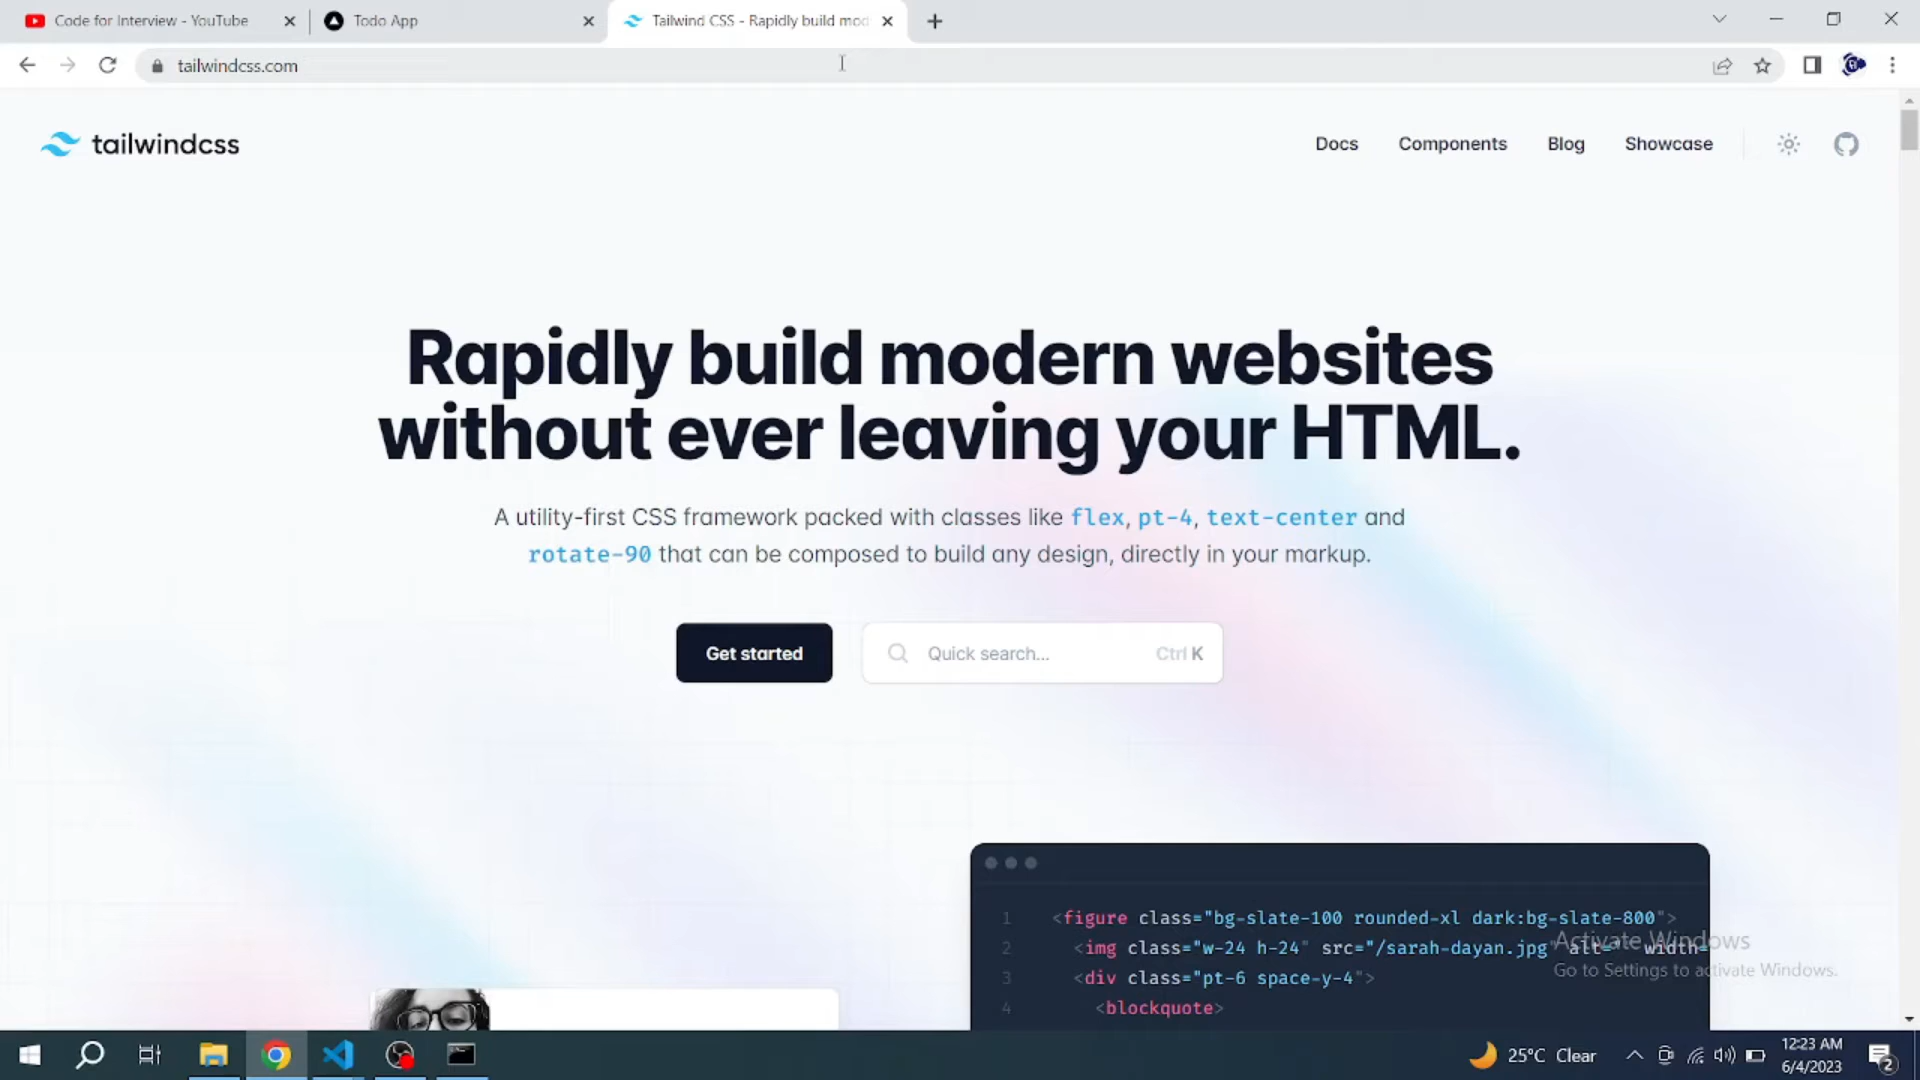 Code for Interview - YouTube
Todo App
Tailwind CSS - Rapidly build mod
tailwindcss.com
tailwindcss
Docs
Components
Blog
Showcase
Rapidly build modern websites
without ever leaving your HTML.
A utility-first CSS framework packed with classes like flex, pt-4, text-center and
rotate-90 that can be composed to build any design, directly in your markup.
Get started
Quick search...
Ctrl K
1 <figure class="bg-slate-100 rounded-xl dark:bg-slate-800">
2 <img class="w-24 h-24" src="/sarah-dayan.jpg" alt="" width=
3 <div class="pt-6 space-y-4">
4 <blockquote>
Activate Windows
Go to Settings to activate Windows.
25°C Clear
12:23 AM
6/4/2023
2